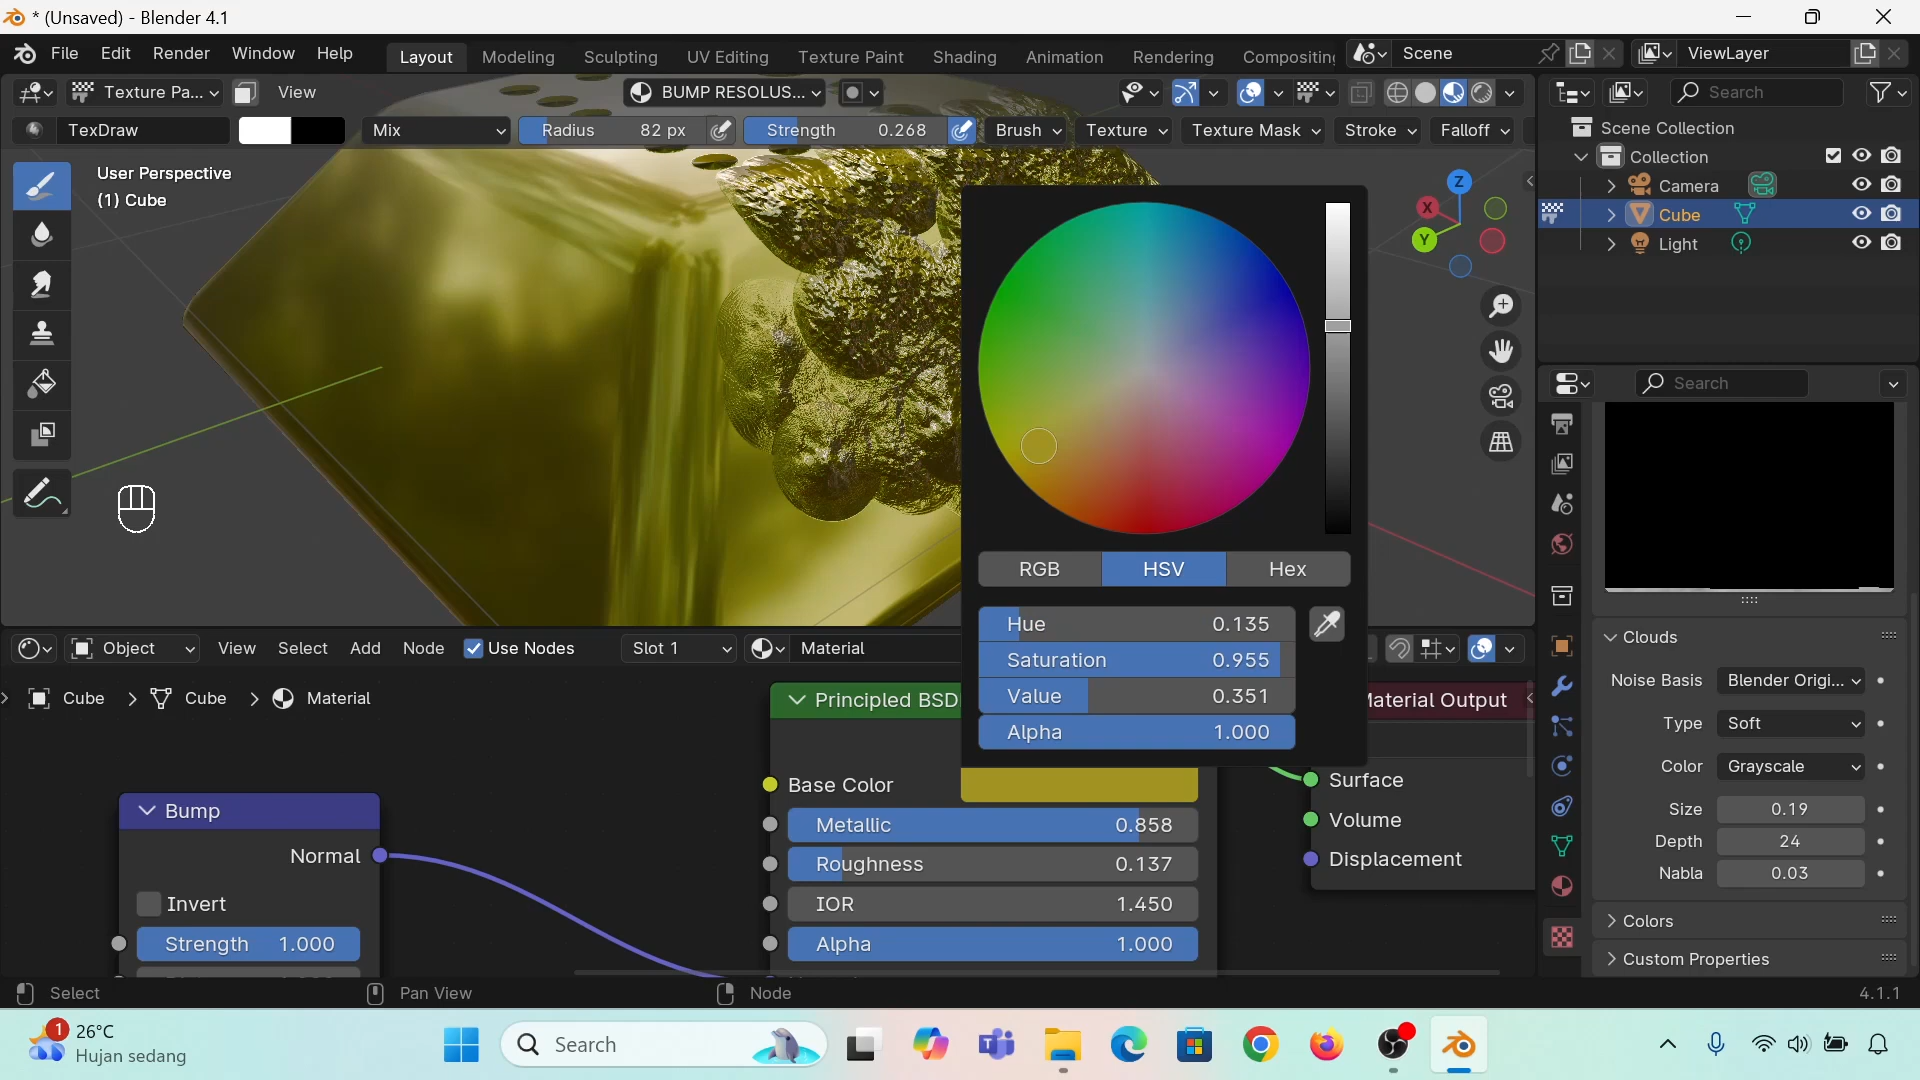 * (Unsaved) - Blender 4.1
File Edit Render Window Help Layout Modeling Sculpting UV Editing Texture Paint Shading Animation Rendering Compositing Scene ViewLayer
Texture Pa... View BUMP RESOLUS... Search
TexDraw Mix Radius 82 px Strength 0.268 Brush Texture Texture Mask Stroke Falloff
Scene Collection
Collection
Camera
Cube
Light
User Perspective
(1) Cube
X
Y
Z
RGB HSV Hex
Hue 0.135
Saturation 0.955
Value 0.351
Alpha 1.000
Search
Clouds
Noise Basis Blender Origi...
Type Soft
Color Grayscale
Size 0.19
Depth 24
Nabla 0.03
Colors
Custom Properties
Object View Select Add Node Use Nodes Slot 1 Material
Cube Cube Material
Bump
Normal
Invert
Strength 1.000
Principled BSD
Base Color
Metallic 0.858
Roughness 0.137
IOR 1.450
Alpha 1.000
Material Output
Surface
Volume
Displacement
Select Pan View Node 4.1.1
1
26°C
Hujan sedang
Search